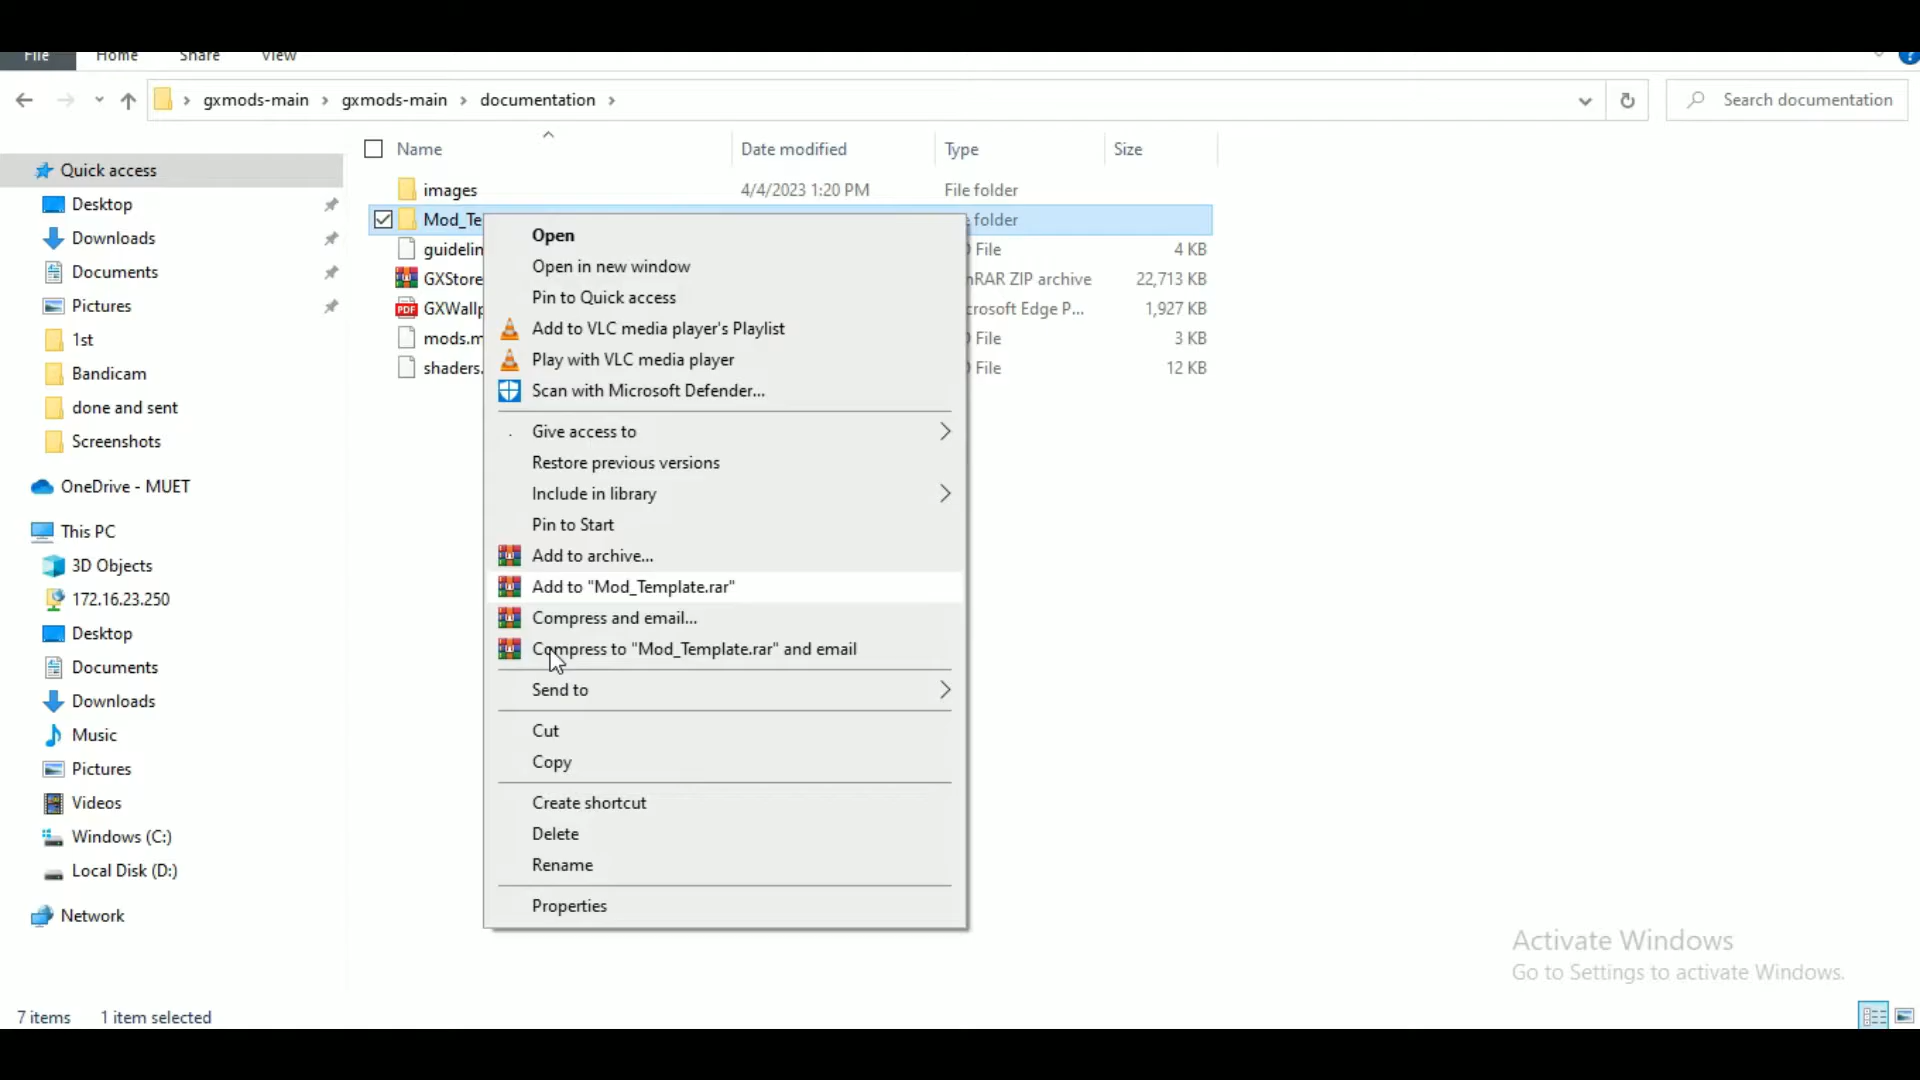 File Home Share View
gxmods-main > gxmods-main > documentation >
Search documentation
Name Date modified Type Size
Quick access
Desktop
Downloads
Documents
Pictures
1st
Bandicam
done and sent
Screenshots
OneDrive - MUET
This PC
3D Objects
172.16.23.250
Desktop
Documents
Downloads
Music
Pictures
Videos
Windows (C:)
Local Disk (D:)
Network
images 4/4/2023 1:20 PM File folder
Mod_Te folder
guidelin File 4 KB
GXStore nRAR ZIP archive 22,713 KB
PDF GXWallp crosoft Edge P... 1,927 KB
mods.m File 3 KB
shaders. File 12 KB
Open
Open in new window
Pin to Quick access
Add to VLC media player's Playlist
Play with VLC media player
Scan with Microsoft Defender...
Give access to
Restore previous versions
Include in library
Pin to Start
Add to archive...
Add to "Mod_Template.rar"
Compress and email...
Compress to "Mod_Template.rar" and email
Send to
Cut
Copy
Create shortcut
Delete
Rename
Properties
Activate Windows
Go to Settings to activate Windows.
7 items 1 item selected